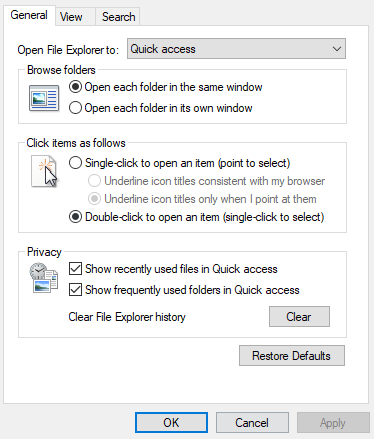 General View Search
Open File Explorer to: Quick access
Browse folders
Open each folder in the same window
Open each folder in its own window
Click items as follows
Single-click to open an item (point to select)
Underline icon titles consistent with my browser
Underline icon titles only when I point at them
Double-click to open an item (single-click to select)
Privacy
Show recently used files in Quick access
Show frequently used folders in Quick access
Clear File Explorer history Clear
Restore Defaults
OK Cancel Apply